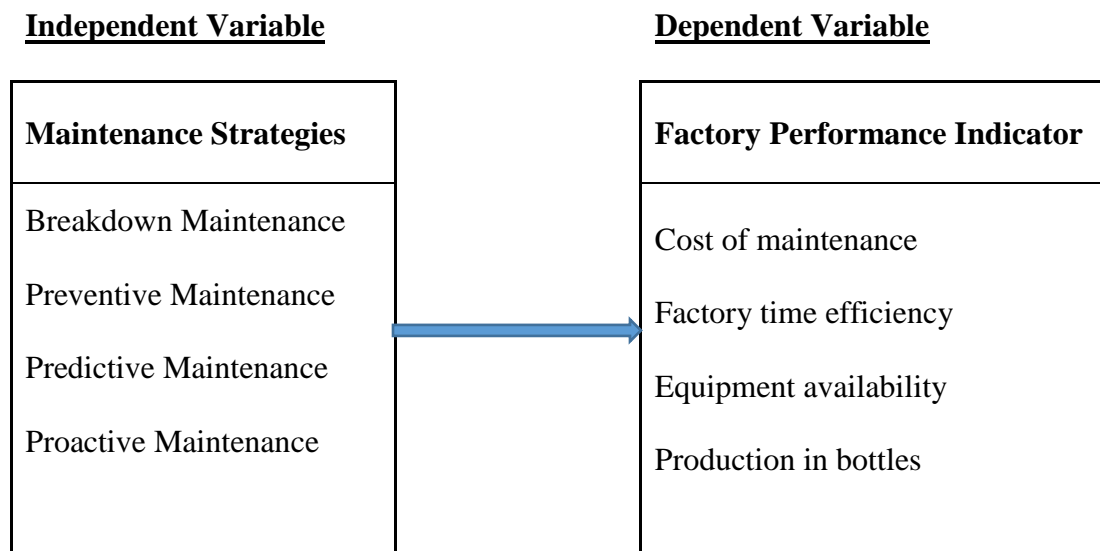 Independent Variable
Dependent Variable
Maintenance Strategies
Breakdown Maintenance
Preventive Maintenance
Predictive Maintenance
Proactive Maintenance
Factory Performance Indicator
Cost of maintenance
Factory time efficiency
Equipment availability
Production in bottles